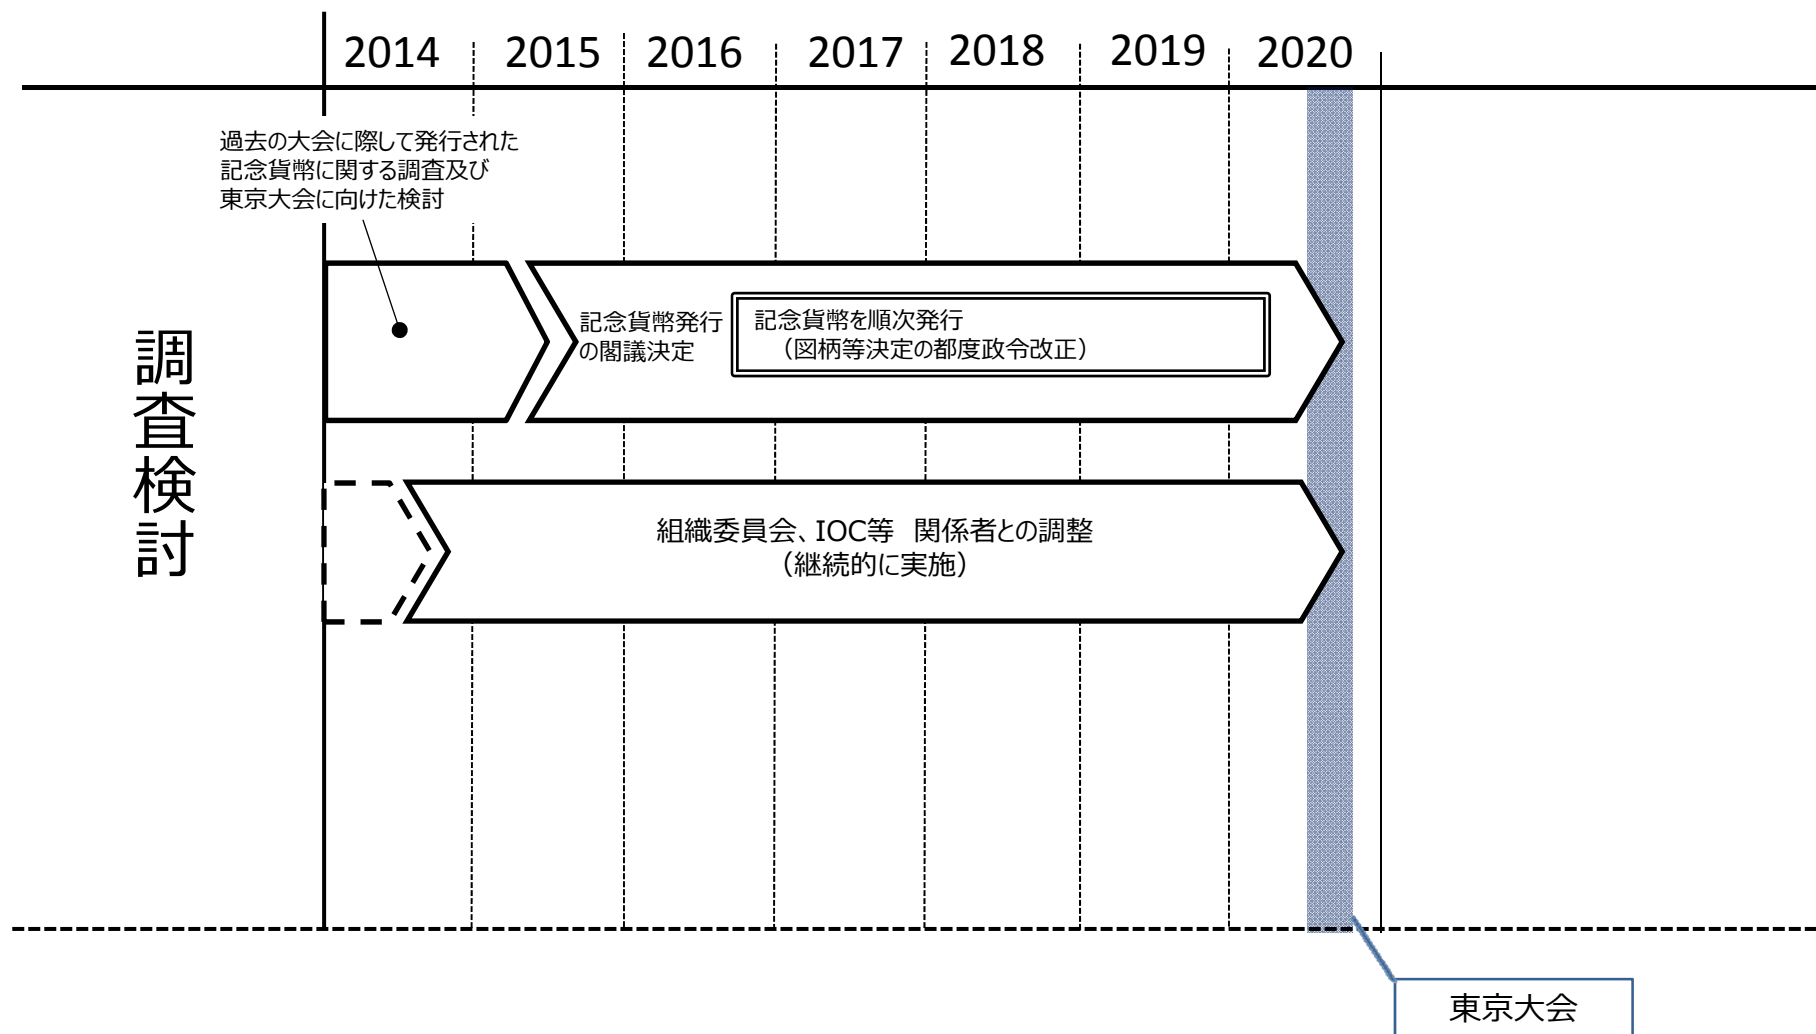 2014 2015 2016 2017 2018 2019 2020
過去の大会に際して発行された
記念貨幣に関する調査及び
東京大会に向けた検討
調査検討
記念貨幣発行
の閣議決定
記念貨幣を順次発行
（図柄等決定の都度政令改正）
組織委員会、IOC等　関係者との調整
（継続的に実施）
東京大会